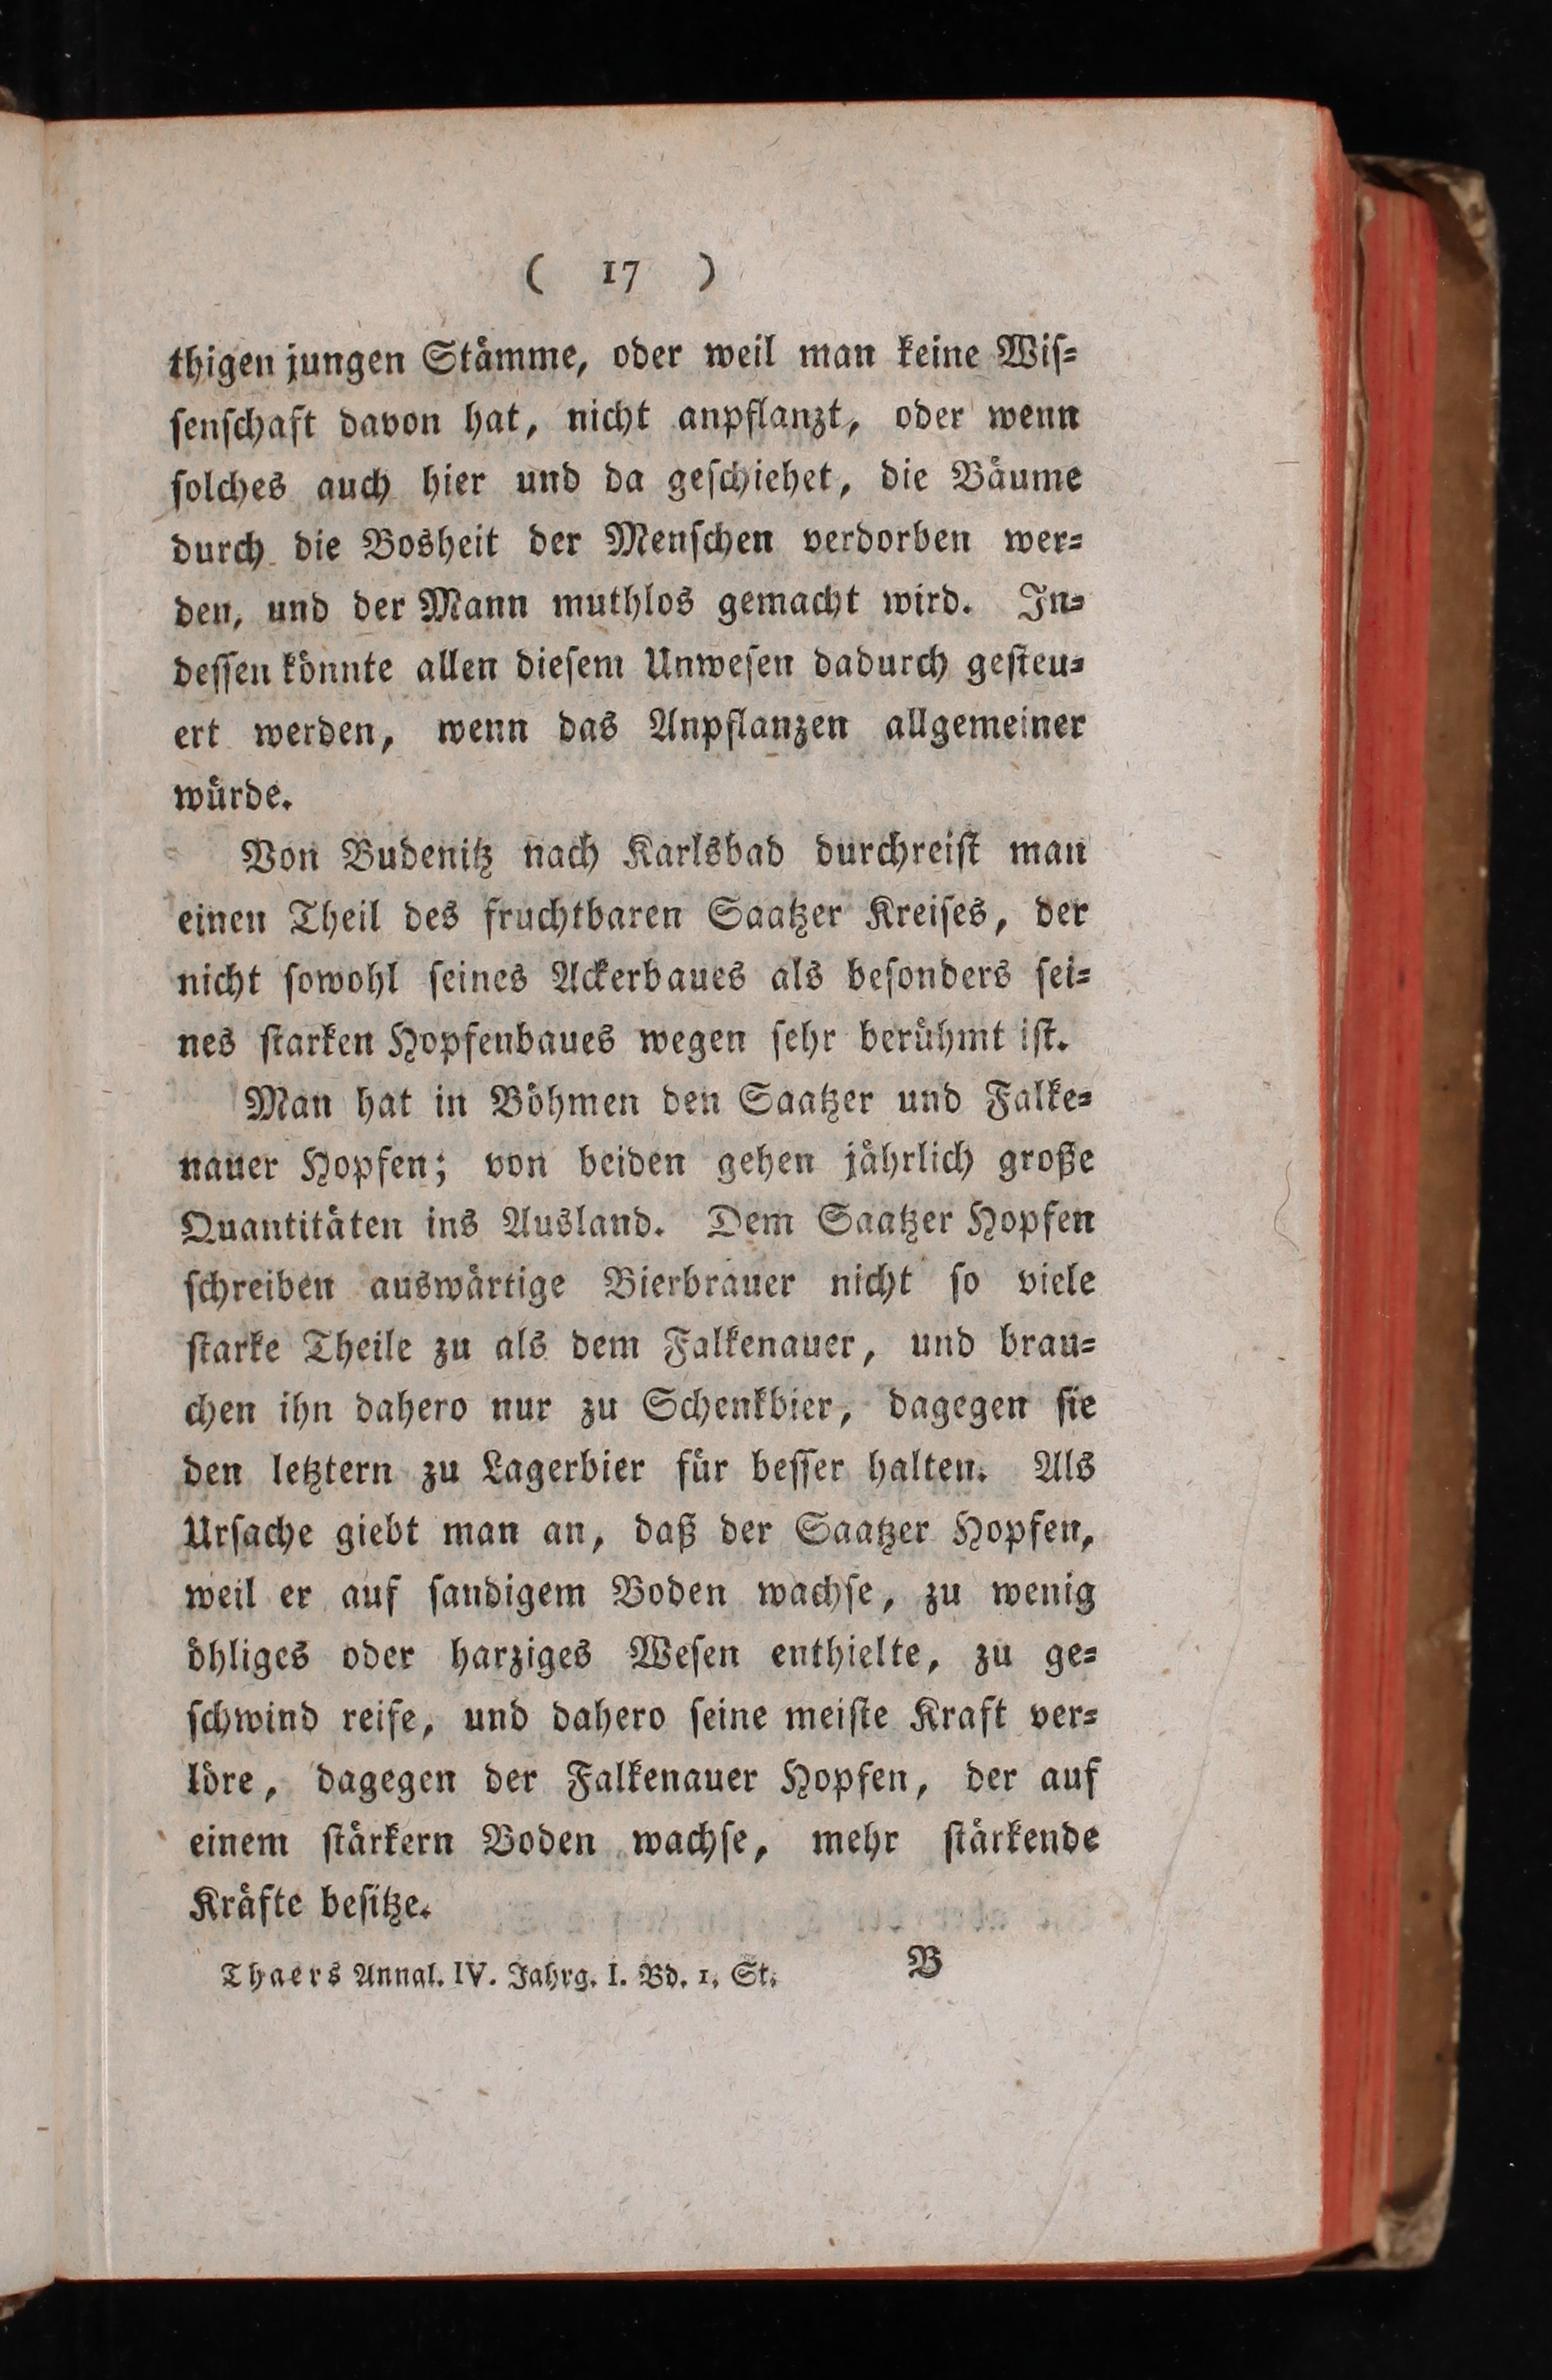 ( 17 )
thigen jungen Stämme, oder weil man keine Wiſ⸗
ſenſchaft davon hat, nicht anpflanzt, oder wenn
ſolches auch hier und da geſchiehet, die Bäume
durch die Bosheit der Menſchen verdorben wer⸗
den, und der Mann muthlos gemacht wird. In⸗
deſſen könnte allen dieſem Unweſen dadurch geſteu⸗
ert werden, wenn das Anpflanzen allgemeiner
würde.
Von Budenitz nach Karlsbad durchreiſt man
einen Theil des fruchtbaren Saatzer Kreiſes, der
nicht ſowohl ſeines Ackerbaues als beſonders ſei⸗
nes ſtarken Hopfenbaues wegen ſehr berühmt iſt.
Man hat in Böhmen den Saatzer und Falke⸗
nauer Hopfen; von beiden gehen jährlich große
Quantitäten ins Ausland. Dem Saatzer Hopfen
ſchreiben auswärtige Bierbrauer nicht ſo viele
ſtarke Theile zu als dem Falkenauer, und brau⸗
chen ihn dahero nur zu Schenkbier, dagegen ſie
den letztern zu Lagerbier für beſſer halten. Als
Urſache giebt man an, daß der Saatzer Hopfen,
weil er auf ſandigem Boden wachſe, zu wenig
öhliges oder harziges Weſen enthielte, zu ge⸗
ſchwind reife, und dahero ſeine meiſte Kraft ver⸗
löre, dagegen der Falkenauer Hopfen, der auf
einem ſtärkern Boden wachſe, mehr ſtärkende
Kräfte beſitze.
Thaers Annal. IV. Jahrg. I. Bd. 1. St. B